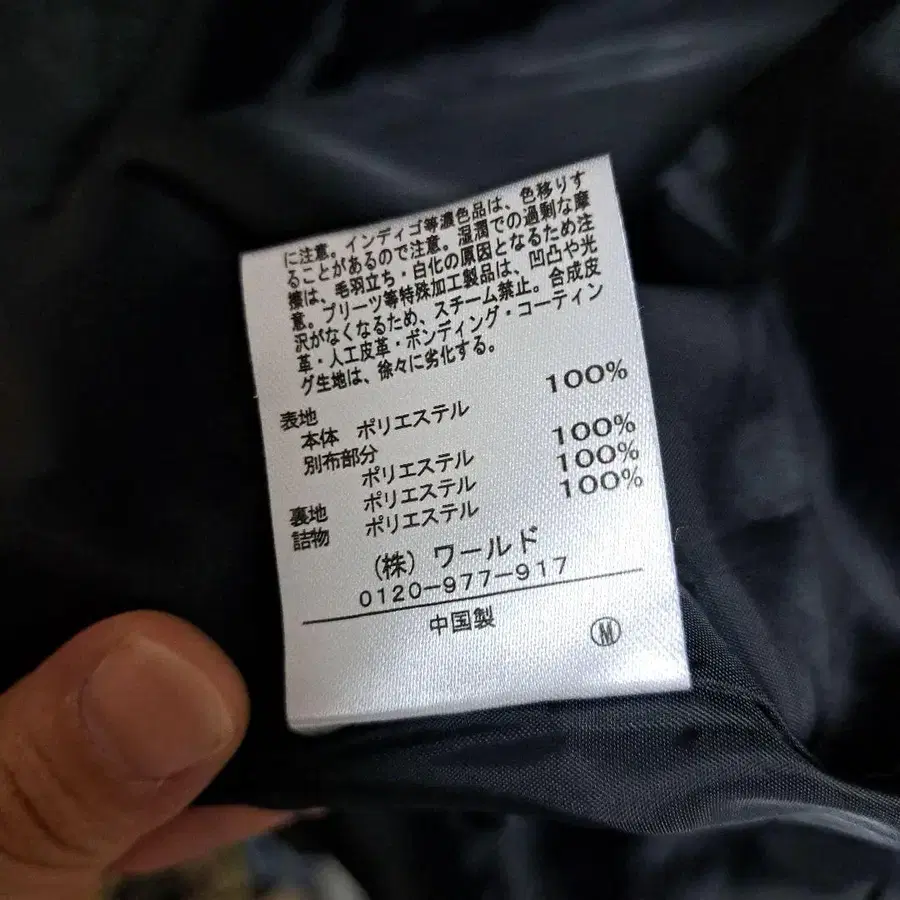 に注意。インディゴ等濃色品は、色移りす
ることがあるので注意。湿潤での過剰な摩
擦は、毛羽立ち・白化の原因となるため注
意。プリーツ等特殊加工製品は、凹凸や光
沢がなくなるため、スチーム禁止。合成皮
革・人工皮革・ボンディング・コーティン
グ生地は、徐々に劣化する。
表地
本体 ポリエステル 100%
別布部分
ポリエステル 100%
裏地 ポリエステル 100%
詰物 ポリエステル 100%
(株) ワールド
0120-977-917
中国製
M